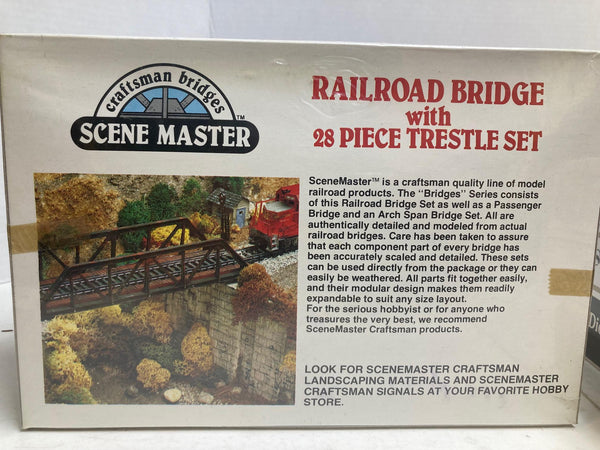 craftsman bridges
SCENE MASTER™
RAILROAD BRIDGE
with
28 PIECE TRESTLE SET
SceneMaster™ is a craftsman quality line of model
railroad products. The "Bridges" Series consists
of this Railroad Bridge Set as well as a Passenger
Bridge and an Arch Span Bridge Set. All are
authentically detailed and modeled from actual
railroad bridges. Care has been taken to assure
that each component part of every bridge has
been accurately scaled and detailed. These sets
can be used directly from the package or they can
easily be weathered. All parts fit together easily,
and their modular design makes them readily
expandable to suit any size layout.
For the serious hobbyist or for anyone who
treasures the very best, we recommend
SceneMaster Craftsman products.
LOOK FOR SCENEMASTER CRAFTSMAN
LANDSCAPING MATERIALS AND SCENEMASTER
CRAFTSMAN SIGNALS AT YOUR FAVORITE HOBBY
STORE.